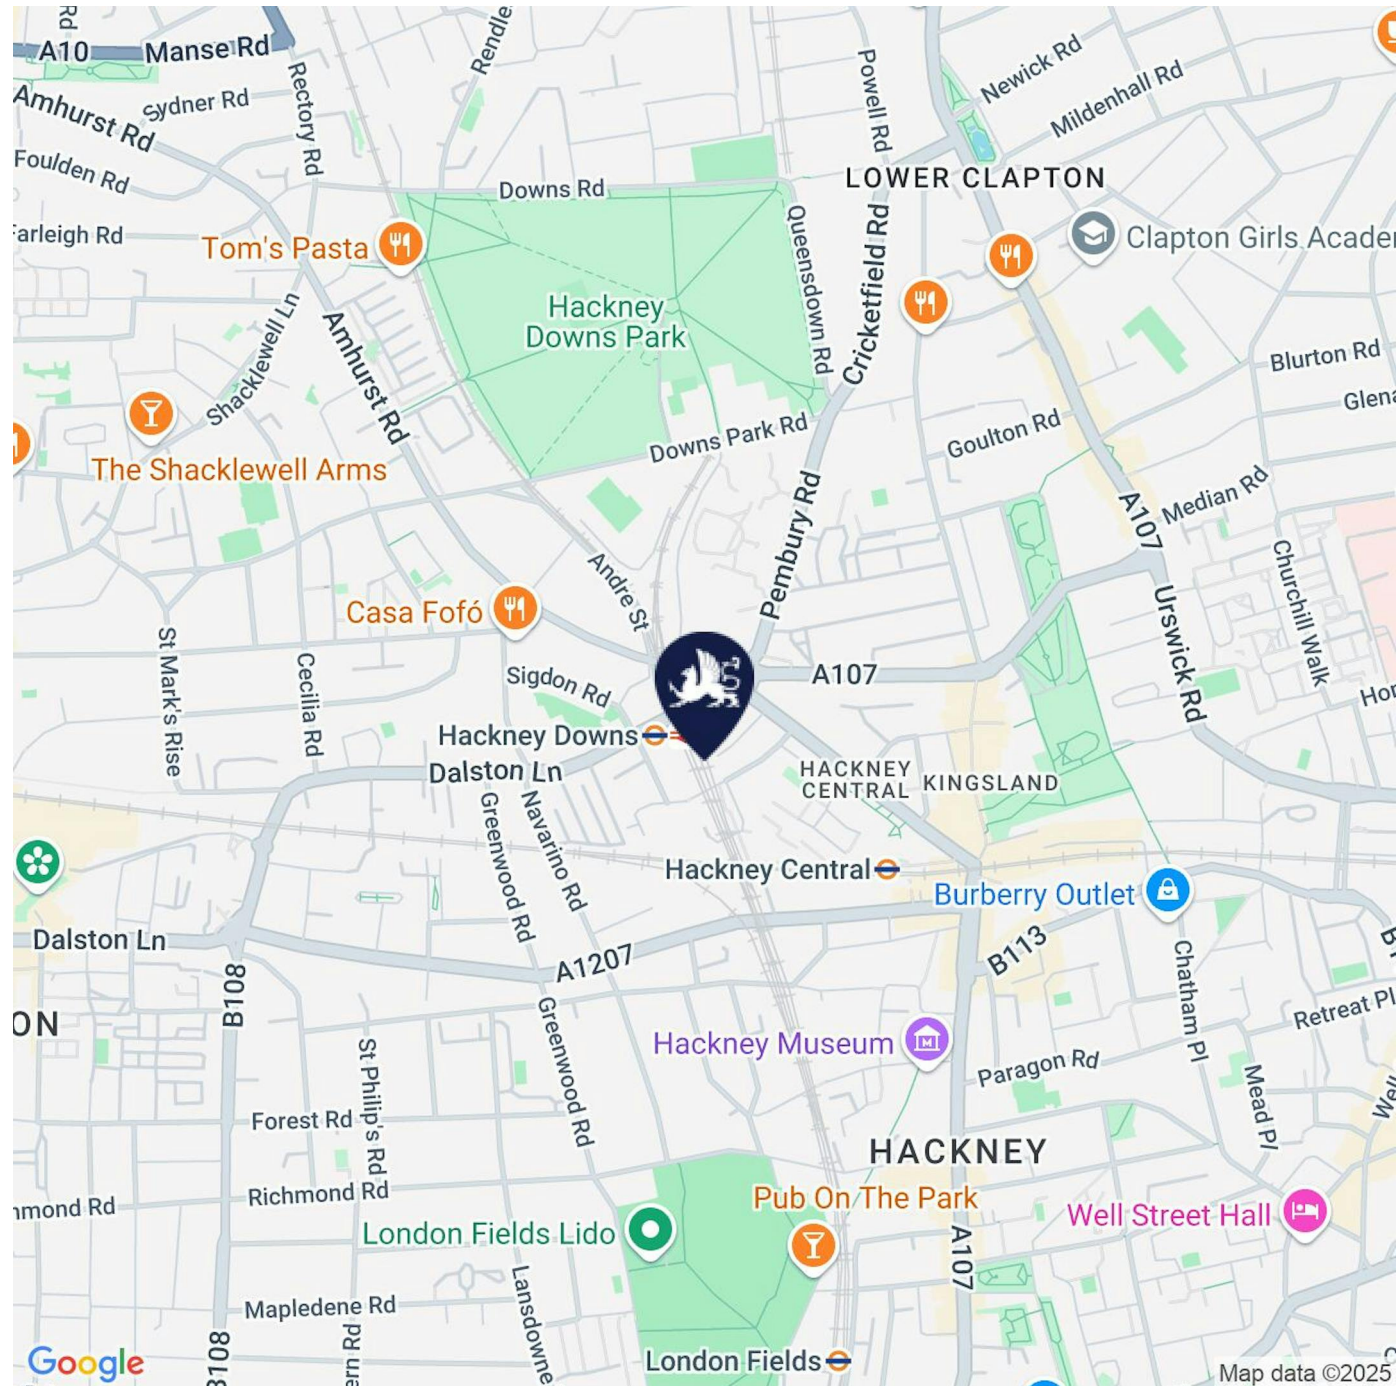 Rd
A10
Manse Rd
Rendle
Amhurst Rd
Sydner Rd
Rectory Rd
Powell Rd
Newick Rd
Mildenhall Rd
Foulden Rd
Downs Rd
LOWER CLAPTON
Farleigh Rd
Tom's Pasta
Queensdown Rd
Cricketfield Rd
Clapton Girls Acader
Hackney
Downs Park
Shacklewell Ln
Amhurst Rd
Blurton Rd
Glena
The Shacklewell Arms
Downs Park Rd
Goulton Rd
Pembury Rd
A107
Median Rd
Andre St
Churchill Walk
Casa Fofó
Urswick Rd
St Mark's Rise
Cecilia Rd
Sigdon Rd
A107
Hor
Hackney Downs
Dalston Ln
HACKNEY
CENTRAL
KINGSLAND
Greenwood Rd
Navarino Rd
Hackney Central
Burberry Outlet
Dalston Ln
A1207
B113
B108
Chatham Pl
ON
Greenwood Rd
Hackney Museum
Retreat Pl
St Philip's Rd
Paragon Rd
Mead Pl
Forest Rd
HACKNEY
Richmond Rd
Pub On The Park
London Fields Lido
Well Street Hall
A107
Mapledene Rd
Lansdowne
B108
ern Rd
London Fields
Google
Map data ©2025